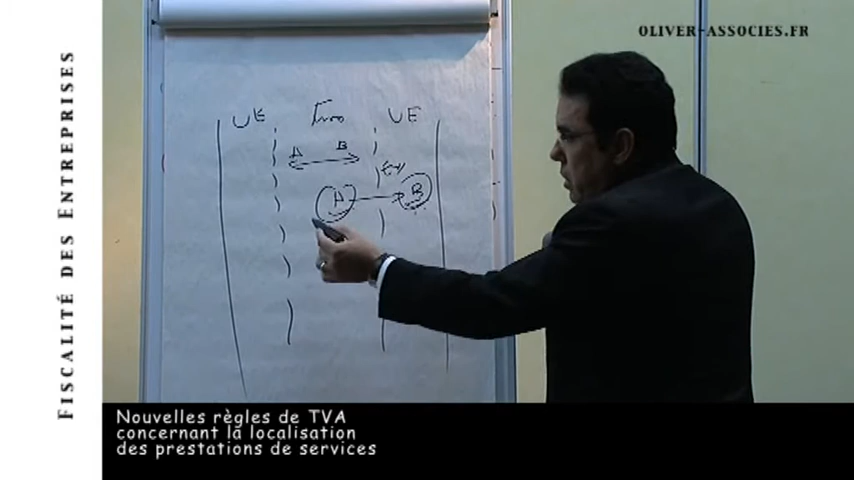 OLIVER-ASSOCIES.FR
FISCALITÉ DES ENTREPRISES
UE UE
A B
A B
Nouvelles règles de TVA
concernant la localisation
des prestations de services